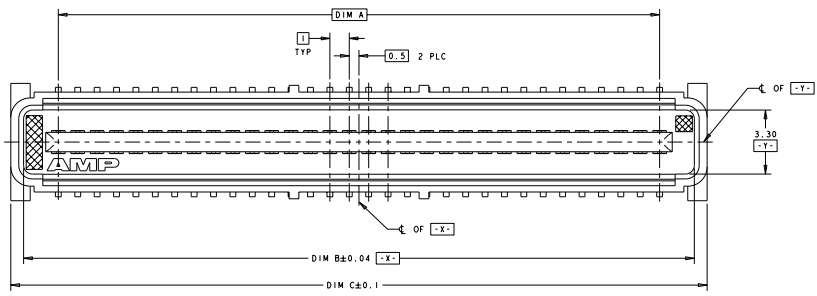 DIM A
1
TYP
0.5 2 PLC
℄ OF -Y-
3.30
-Y-
AMP
℄ OF -X-
DIM B±0.04 -X-
DIM C±0.1